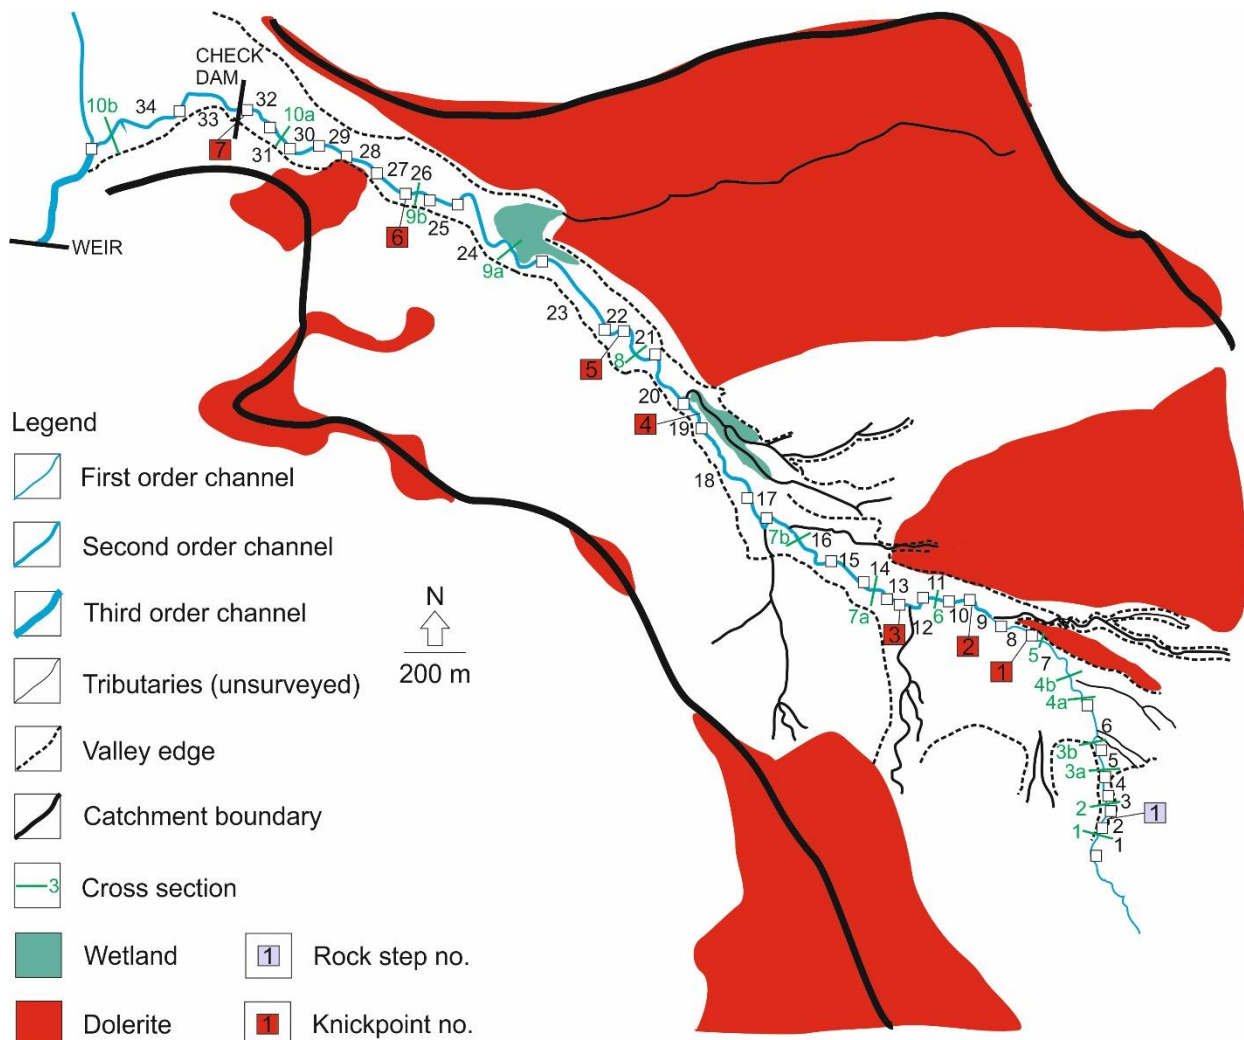 CHECK
DAM
10b
34
33
32
10a
7
31
30
29
28
27
26
9b
25
6
24
9a
WEIR
23
22
21
8
5
20
19
4
18
17
7b
16
15
14
7a
13
3
12
11
6
10
9
2
8
1
5
7
4b
4a
6
3b
5
3a
4
3
2
1
2
1
1
N
200 m
Legend
First order channel
Second order channel
Third order channel
Tributaries (unsurveyed)
Valley edge
Catchment boundary
3 Cross section
Wetland
1 Rock step no.
Dolerite
1 Knickpoint no.